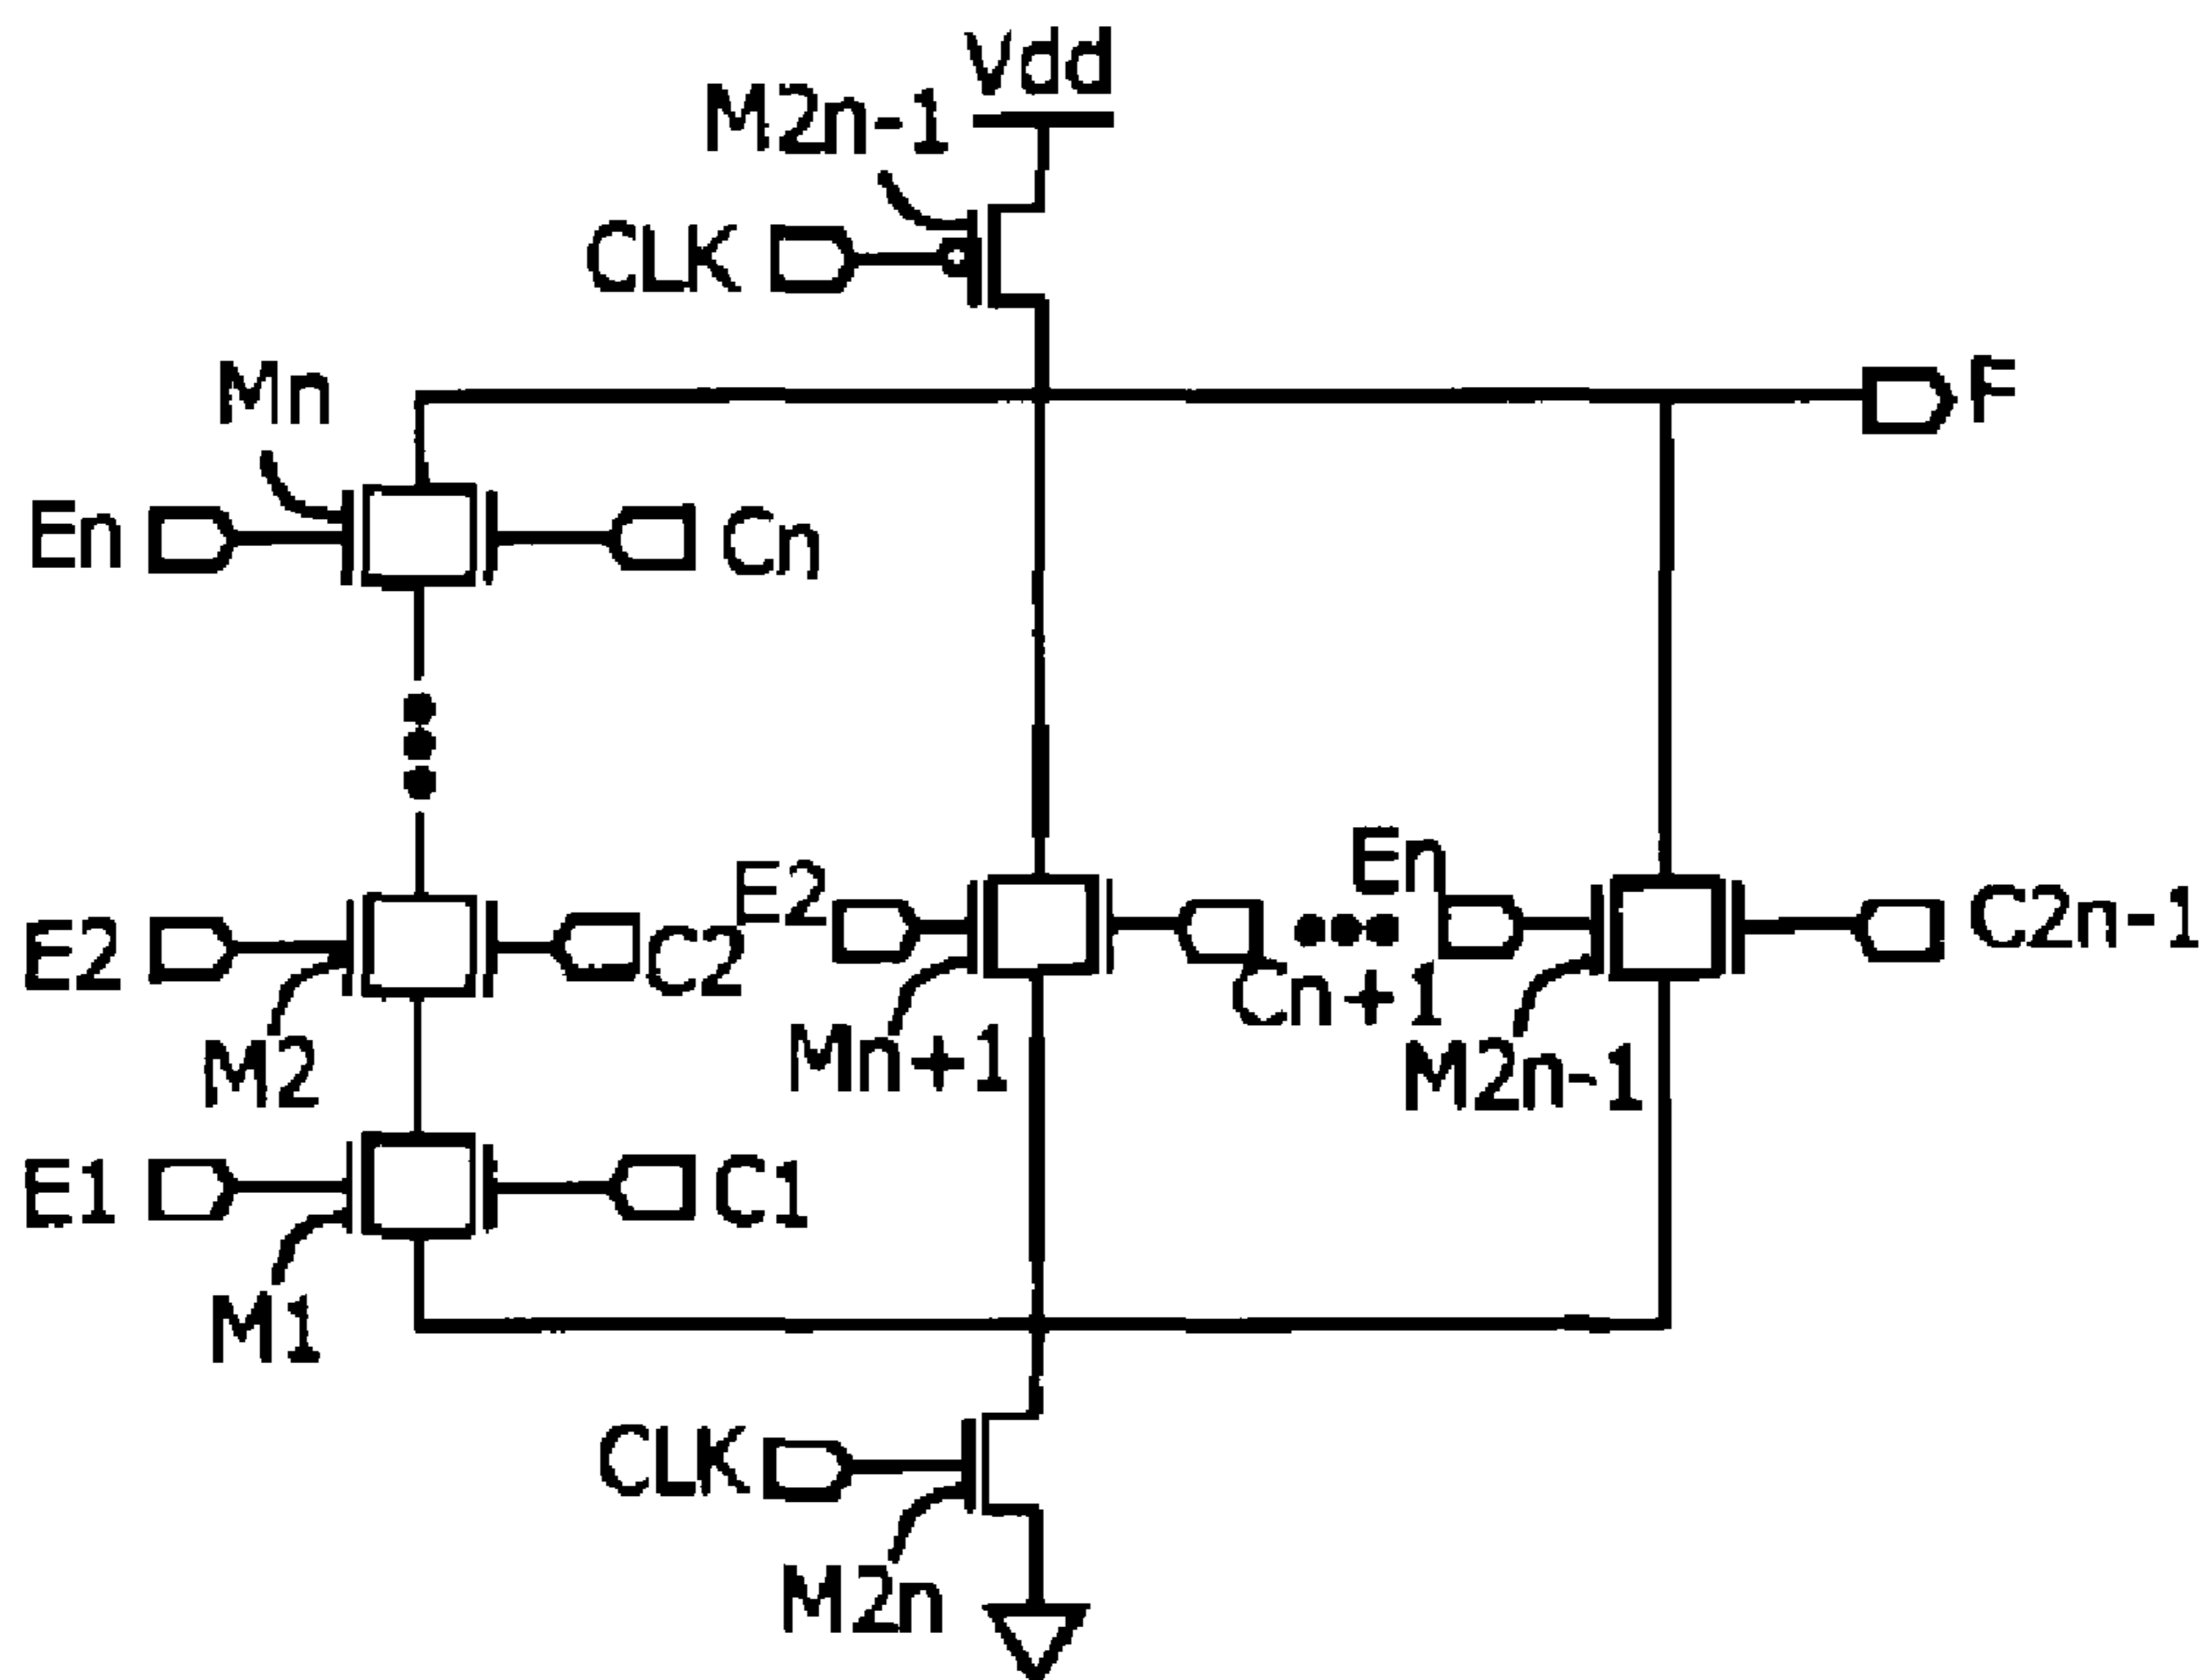 Vdd
M2n-1
CLK
F
Mn
En
Cn
E2
C2
E2
Cn+1
En
C2n-1
M2
Mn+1
M2n-1
E1
C1
M1
CLK
M2n